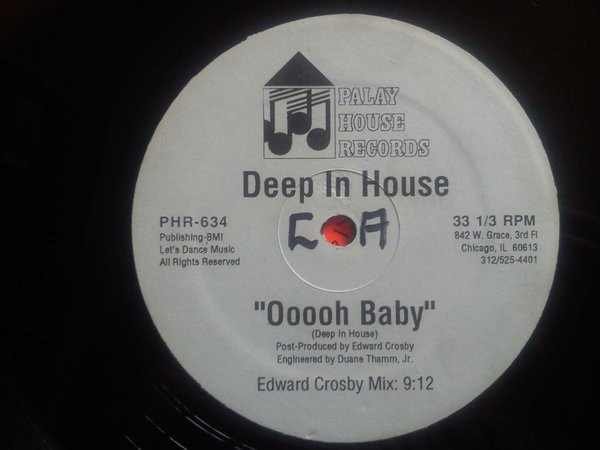 PALAY
HOUSE
RECORDS
Deep In House
PHR-634
Publishing-BMI
Let's Dance Music
All Rights Reserved
33 1/3 RPM
842 W. Grace, 3rd Fl
Chicago, IL 60613
312/525-4401
"Ooooh Baby"
(Deep In House)
Post-Produced by Edward Crosby
Engineered by Duane Thamm, Jr.
Edward Crosby Mix: 9:12